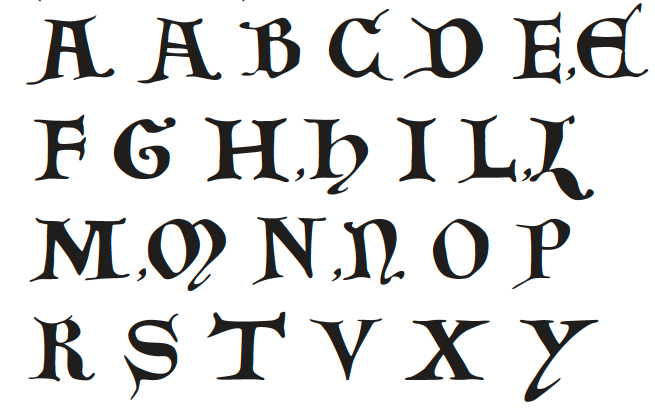 A A B C D E,E
F G H,h I L,L
M,M N,N O P
R S T V X Y